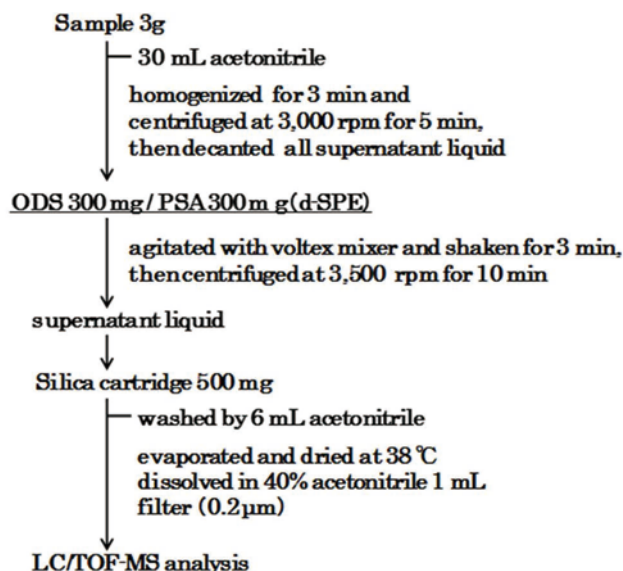 Sample 3g
30 mL acetonitrile
homogenized for 3 min and
centrifuged at 3,000 rpm for 5 min,
then decanted all supernatant liquid
ODS 300 mg / PSA 300 m g (d-SPE)
agitated with voltex mixer and shaken for 3 min,
then centrifuged at 3,500 rpm for 10 min
supernatant liquid
Silica cartridge 500 mg
washed by 6 mL acetonitrile
evaporated and dried at 38 ℃
dissolved in 40% acetonitrile 1 mL
filter (0.2μm)
LC/TOF-MS analysis